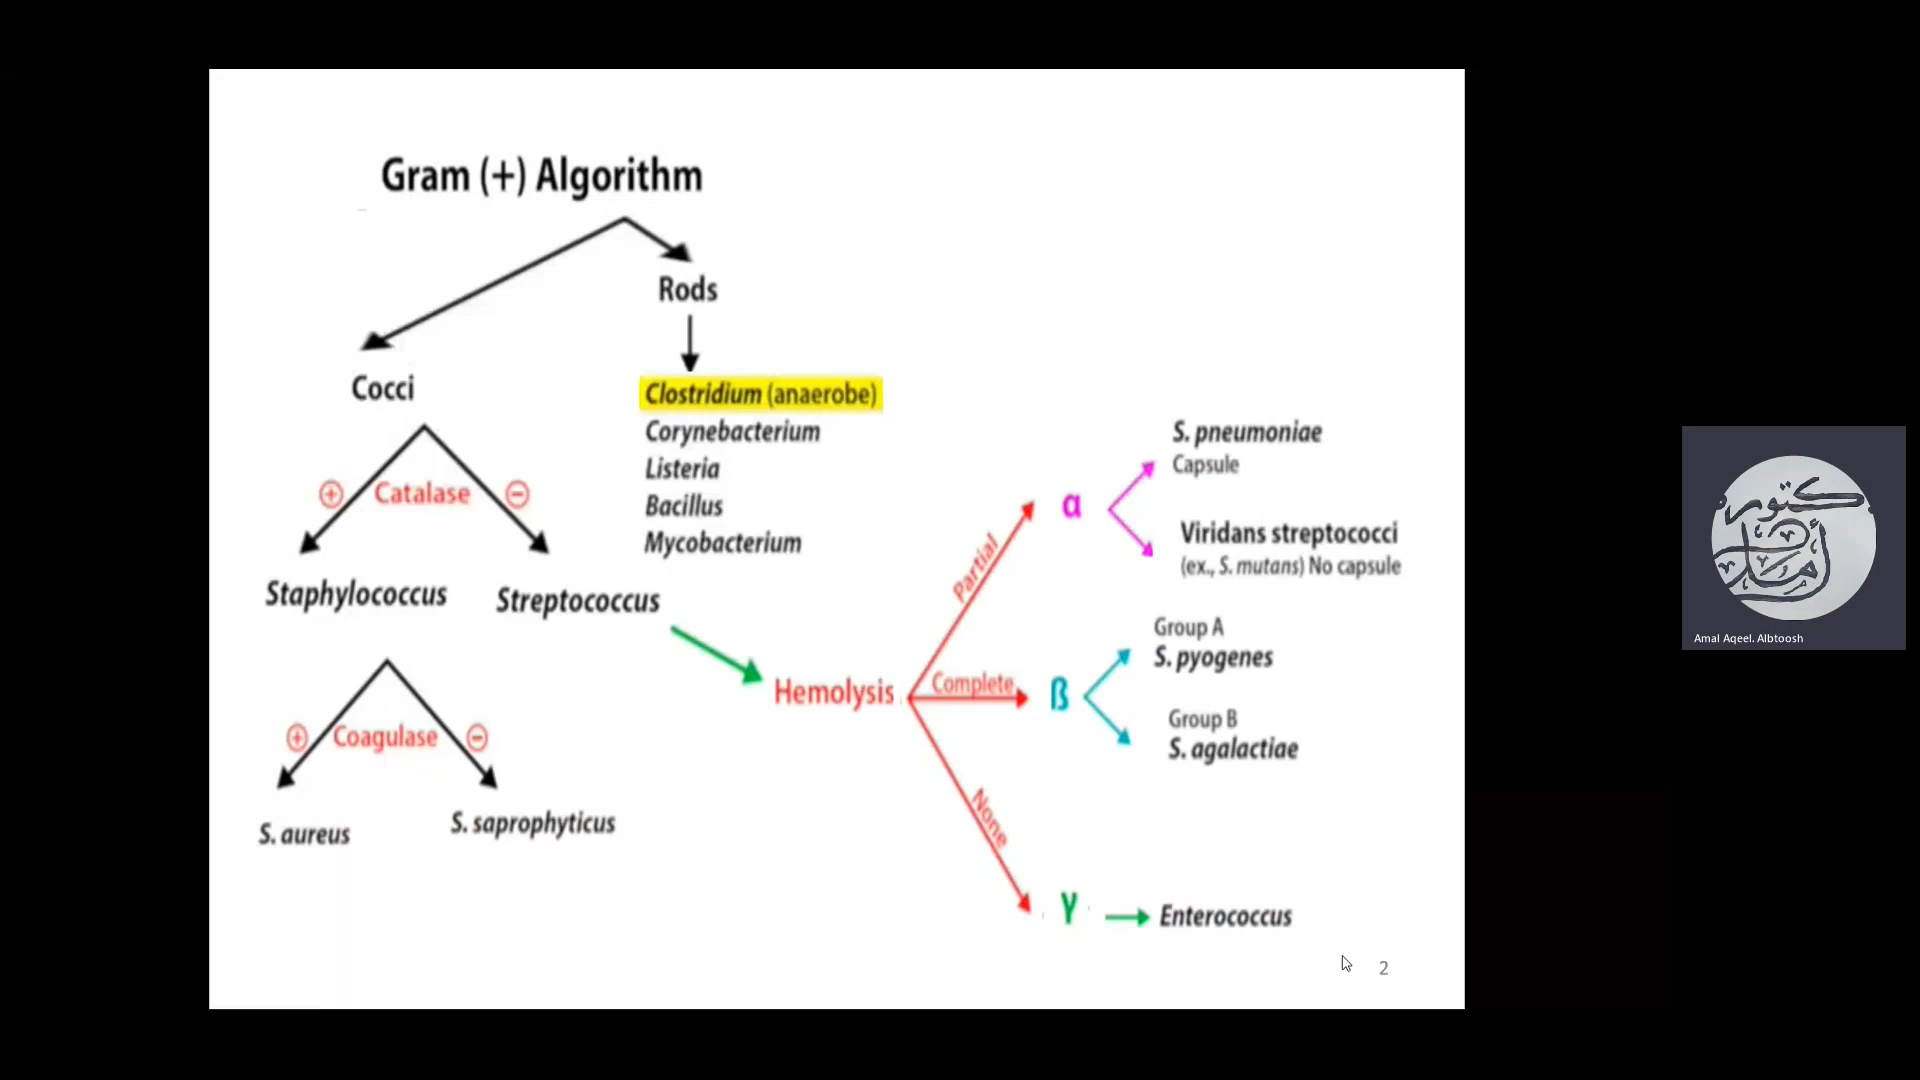 Gram (+) Algorithm
Rods
Cocci
Clostridium (anaerobe)
Corynebacterium
Listeria
Bacillus
Mycobacterium
+ Catalase −
Staphylococcus
Streptococcus
+ Coagulase −
S. aureus
S. saprophyticus
Hemolysis
Partial
α
S. pneumoniae
Capsule
Viridans streptococci
(ex., S. mutans) No capsule
Complete
ß
Group A
S. pyogenes
Group B
S. agalactiae
None
γ
Enterococcus
2
دكتورة
أمل
Amal Aqeel. Albtoosh